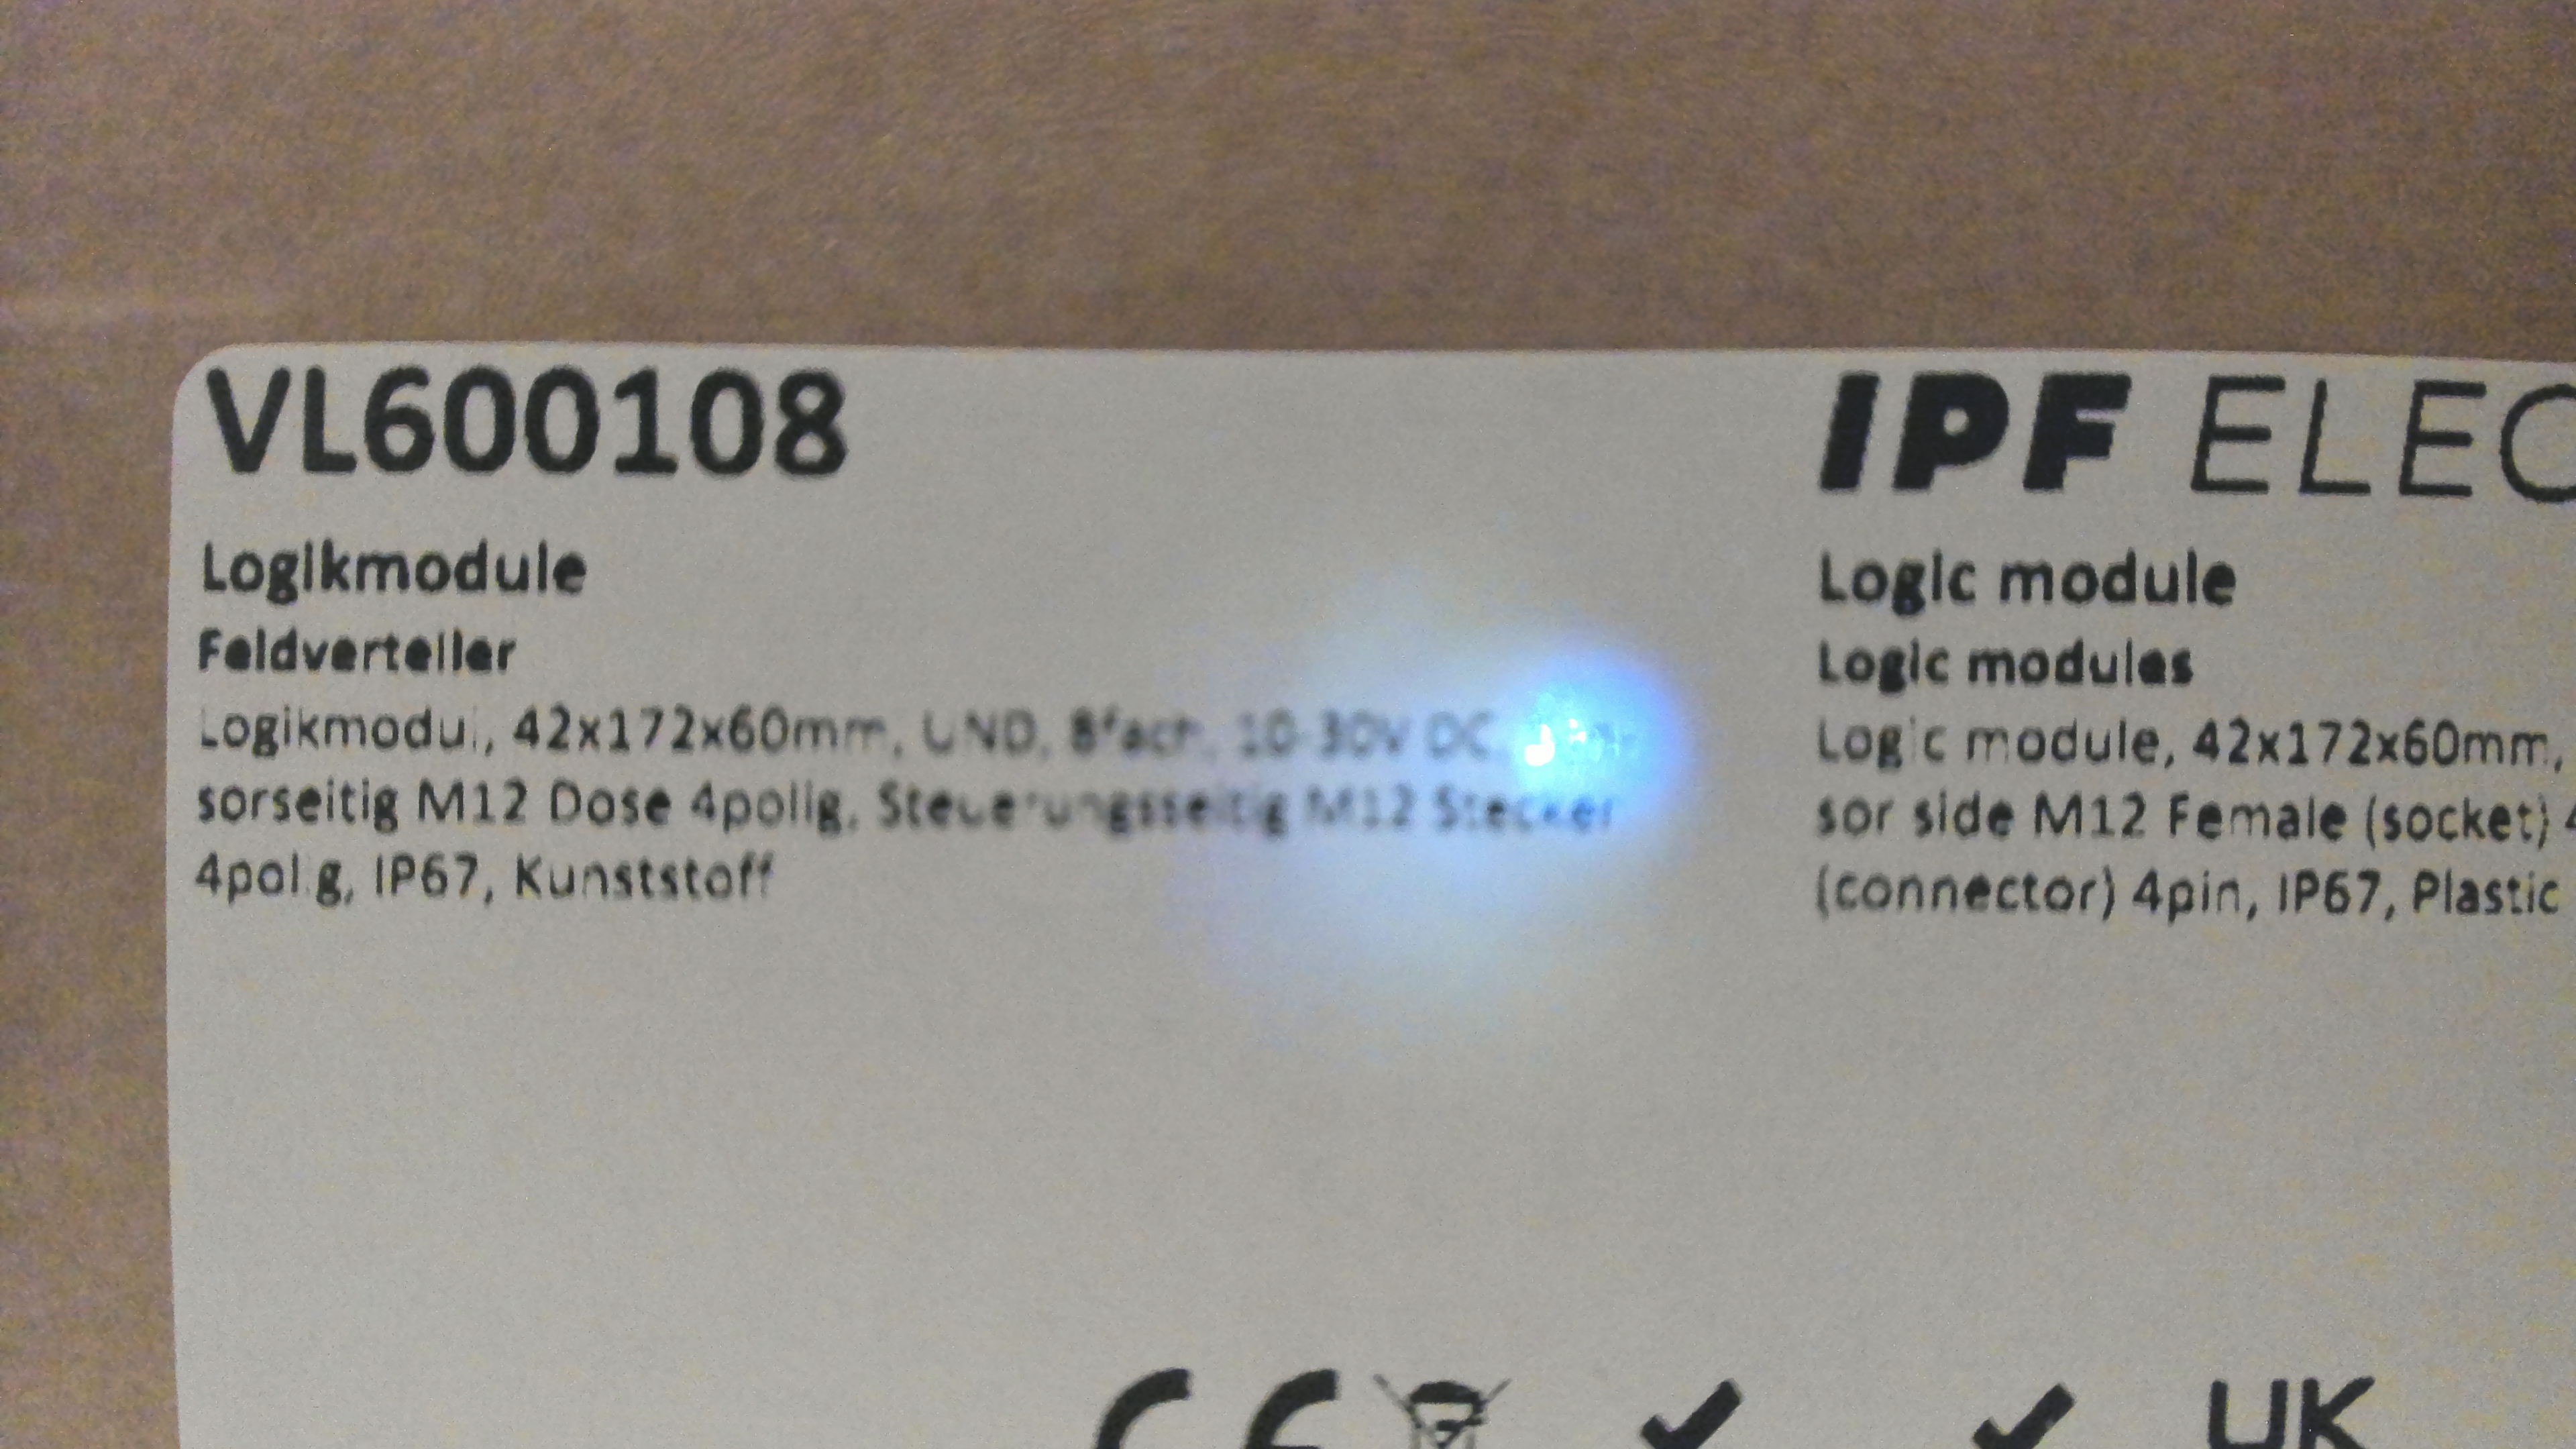 VL600108
IPF ELEC
Logikmodule
Feldverteiler
Logikmodul, 42x172x60mm, UND, 8fach, 10-30V DC,
sorseitig M12 Dose 4polig, Steuerungsseitig M12 Stecker
4polig, IP67, Kunststoff
Logic module
Logic modules
Logic module, 42x172x60mm,
sor side M12 Female (socket) 4
(connector) 4pin, IP67, Plastic
CE
UK